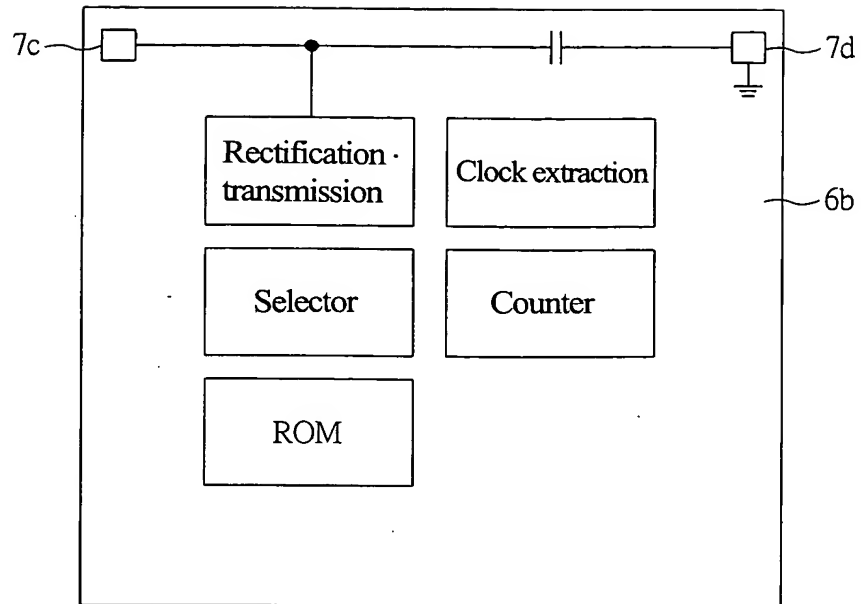 7c
7d
Rectification ·
transmission
Clock extraction
6b
Selector
Counter
ROM